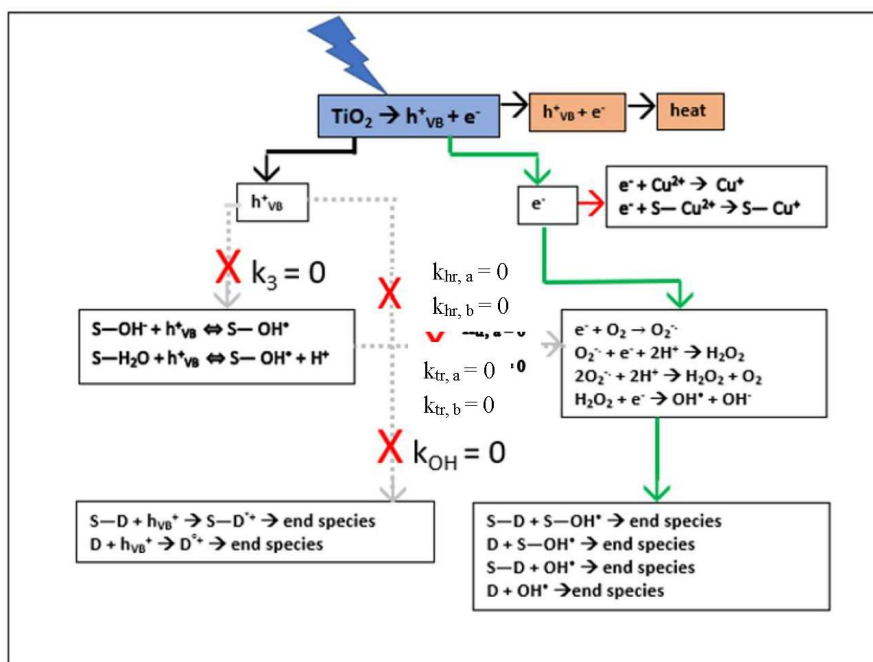 TiO₂ → h⁺VB + e⁻
h⁺VB + e⁻
heat
h⁺VB
e⁻
e⁻ + Cu²⁺ → Cu⁺
e⁻ + S— Cu²⁺ → S— Cu⁺
k₃ = 0
khr, a = 0
khr, b = 0
S—OH⁻ + h⁺VB ⇔ S— OH•
S—H₂O + h⁺VB ⇔ S— OH• + H⁺
ktr, a = 0
ktr, b = 0
e⁻ + O₂ → O₂⁻·
O₂⁻· + e⁻ + 2H⁺ → H₂O₂
2O₂⁻· + 2H⁺ → H₂O₂ + O₂
H₂O₂ + e⁻ → OH• + OH⁻
kOH = 0
S—D + hVB⁺ → S—D°⁺ → end species
D + hVB⁺ → D°⁺ → end species
S—D + S—OH• → end species
D + S—OH• → end species
S—D + OH• → end species
D + OH• →end species